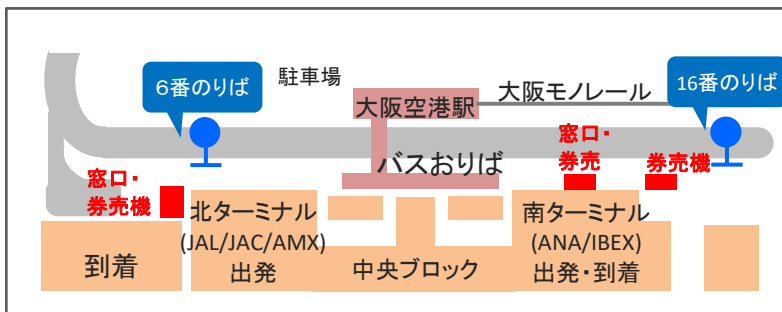 6番のりば
駐車場
大阪空港駅
大阪モノレール
16番のりば
バスおりば
窓口・
券売機
窓口・
券売
券売機
北ターミナル
(JAL/JAC/AMX)
出発
到着
中央ブロック
南ターミナル
(ANA/IBEX)
出発・到着